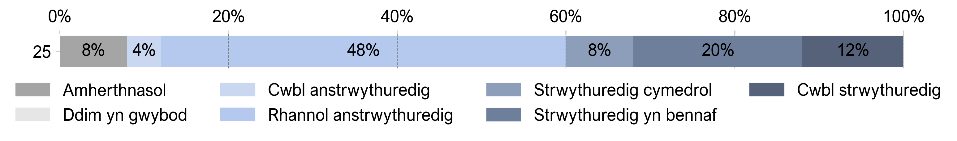 0% 20% 40% 60% 80% 100%
25 8% 4% 48% 8% 20% 12%
Amherthnasol Cwbl anstrwythuredig Strwythuredig cymedrol Cwbl strwythuredig
Ddim yn gwybod Rhannol anstrwythuredig Strwythuredig yn bennaf